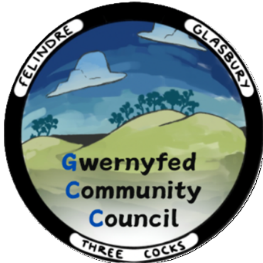 FELINDRE
GLASBURY
Gwernyfed
Community
Council
THREE COCKS